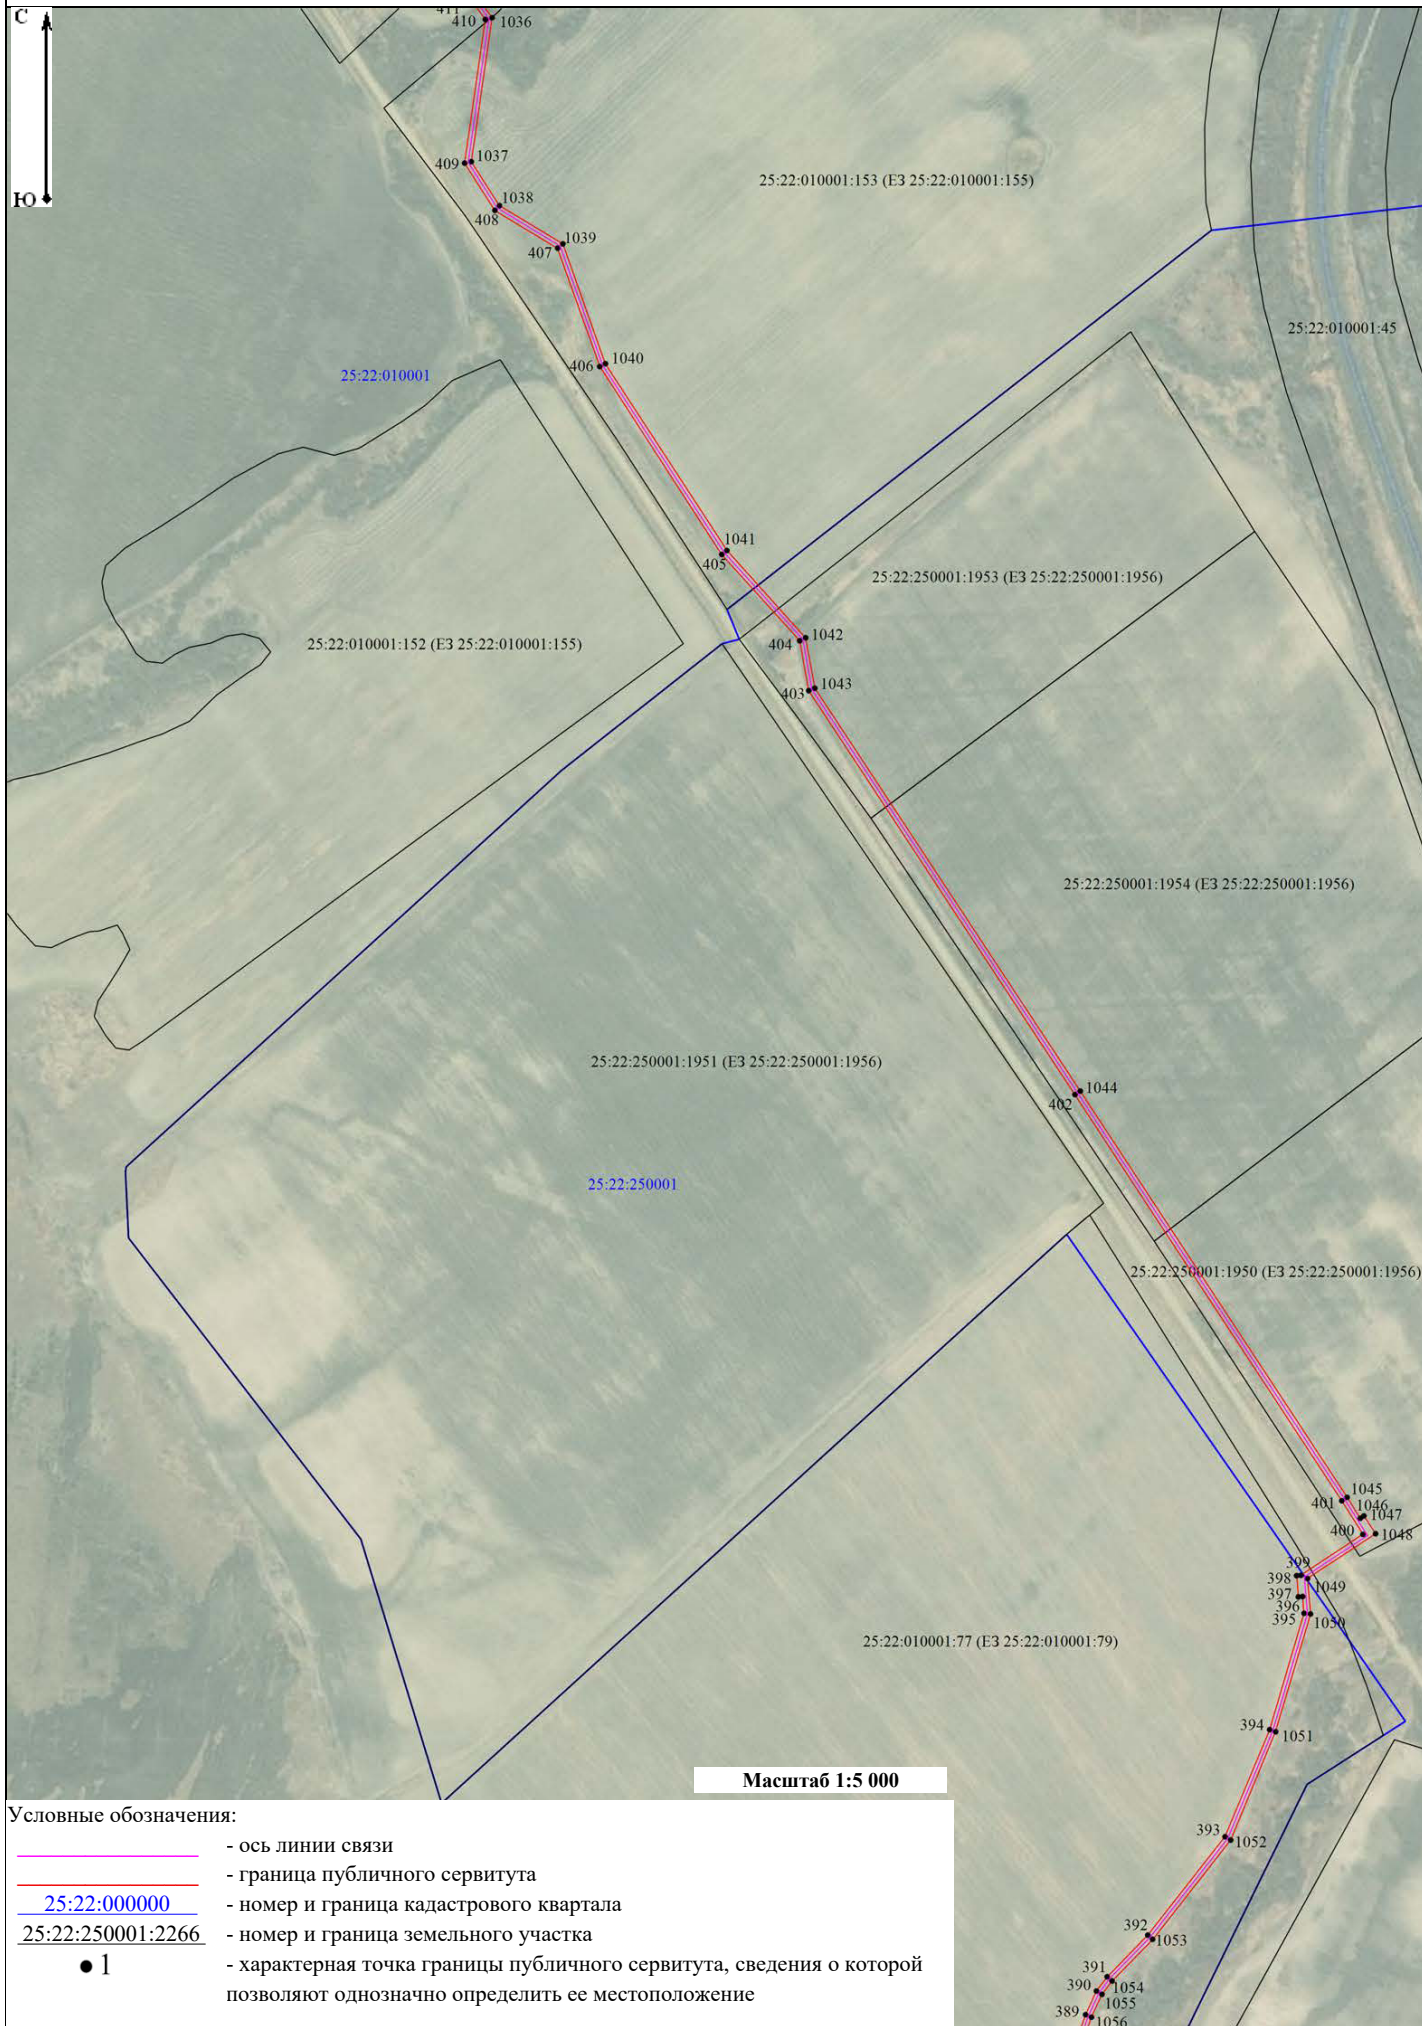 411
410
1036
С
Ю
409
1037
1038
408
1039
407
25:22:010001:153 (ЕЗ 25:22:010001:155)
25:22:010001:45
406
1040
25:22:010001
1041
405
25:22:250001:1953 (ЕЗ 25:22:250001:1956)
25:22:010001:152 (ЕЗ 25:22:010001:155)
404
1042
403
1043
25:22:250001:1954 (ЕЗ 25:22:250001:1956)
25:22:250001:1951 (ЕЗ 25:22:250001:1956)
1044
402
25:22:250001
25:22:250001:1950 (ЕЗ 25:22:250001:1956)
1045
401
1046
1047
400
1048
399
398
1049
397
396
395
1050
25:22:010001:77 (ЕЗ 25:22:010001:79)
394
1051
Масштаб 1:5 000
393
1052
392
1053
391
390
1054
1055
389
1056
Условные обозначения:
- ось линии связи
- граница публичного сервитута
25:22:000000 - номер и граница кадастрового квартала
25:22:250001:2266 - номер и граница земельного участка
● 1 - характерная точка границы публичного сервитута, сведения о которой
позволяют однозначно определить ее местоположение